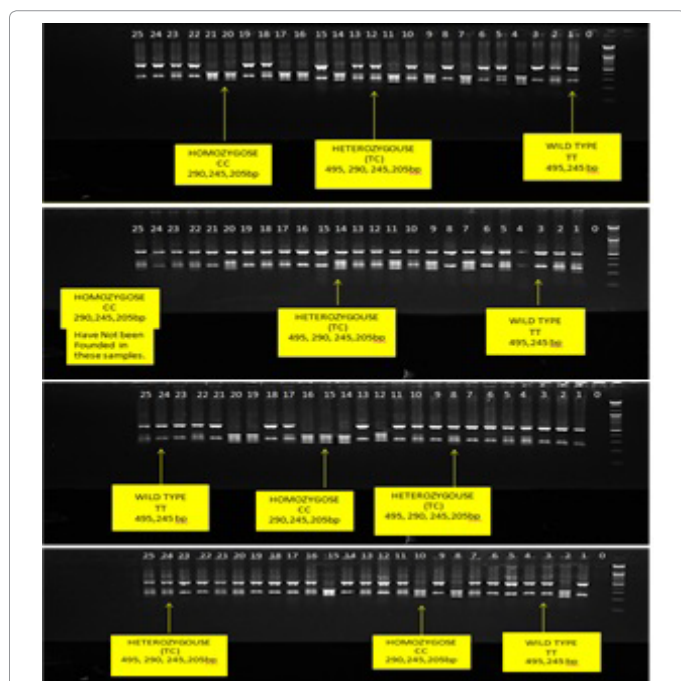 25 24 23 22 21 20 19 18 17 16 15 14 13 12 11 10 9 8 7 6 5 4 3 2 1 0
HOMOZYGOSE
CC
290,245,205bp
HETEROZYGOUSE
(TC)
495, 290, 245,205bp
WILD TYPE
TT
495,245 bp
25 24 23 22 21 20 19 18 17 16 15 14 13 12 11 10 9 8 7 6 5 4 3 2 1 0
HOMOZYGOSE
CC
290,245,205bp
Have Not been
Founded in
these samples.
HETEROZYGOUSE
(TC)
495, 290, 245,205bp
WILD TYPE
TT
495,245 bp
25 24 23 22 21 20 19 18 17 16 15 14 13 12 11 10 9 8 7 6 5 4 3 2 1 0
WILD TYPE
TT
495,245 bp
HOMOZYGOSE
CC
290,245,205bp
HETEROZYGOUSE
(TC)
495, 290, 245,205bp
25 24 23 22 23 20 19 18 17 16 15 14 13 12 11 10 9 8 7 6 5 4 3 2 1 0
HETEROZYGOUSE
(TC)
495, 290, 245,205bp
HOMOZYGOSE
CC
290,245,205bp
WILD TYPE
TT
495,245 bp